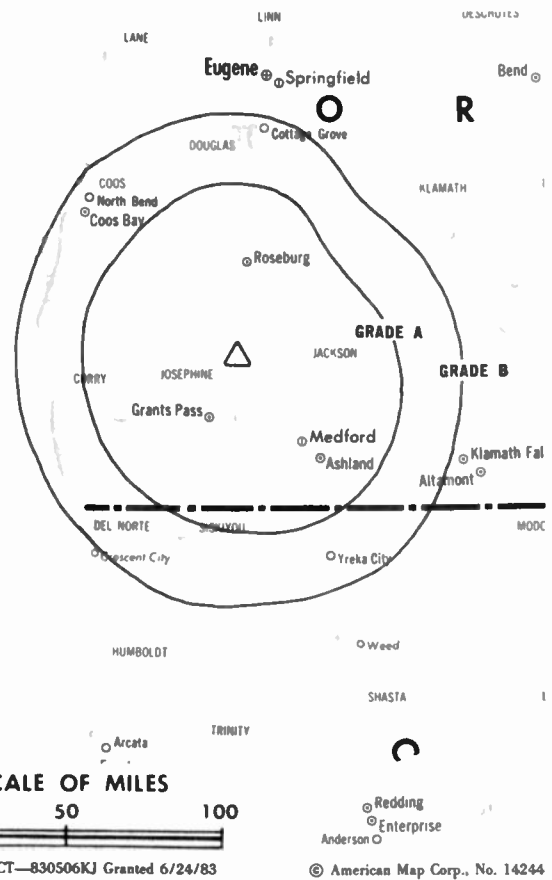 LINN
DESCHUTES
LANE
Eugene
Springfield
Bend
O R
Cottage Grove
DOUGLAS
COOS
KLAMATH
North Bend
Coos Bay
Roseburg
GRADE A
JACKSON
CURRY
JOSEPHINE
GRADE B
Grants Pass
Medford
Klamath Fal
Ashland
Altamont
DEL NORTE
SISKIYOU
MODC
Crescent City
Yreka City
Weed
HUMBOLDT
SHASTA
TRINITY
Arcata
C
CALE OF MILES
50 100
Redding
Enterprise
Anderson
CT—830506KJ Granted 6/24/83
© American Map Corp., No. 14244